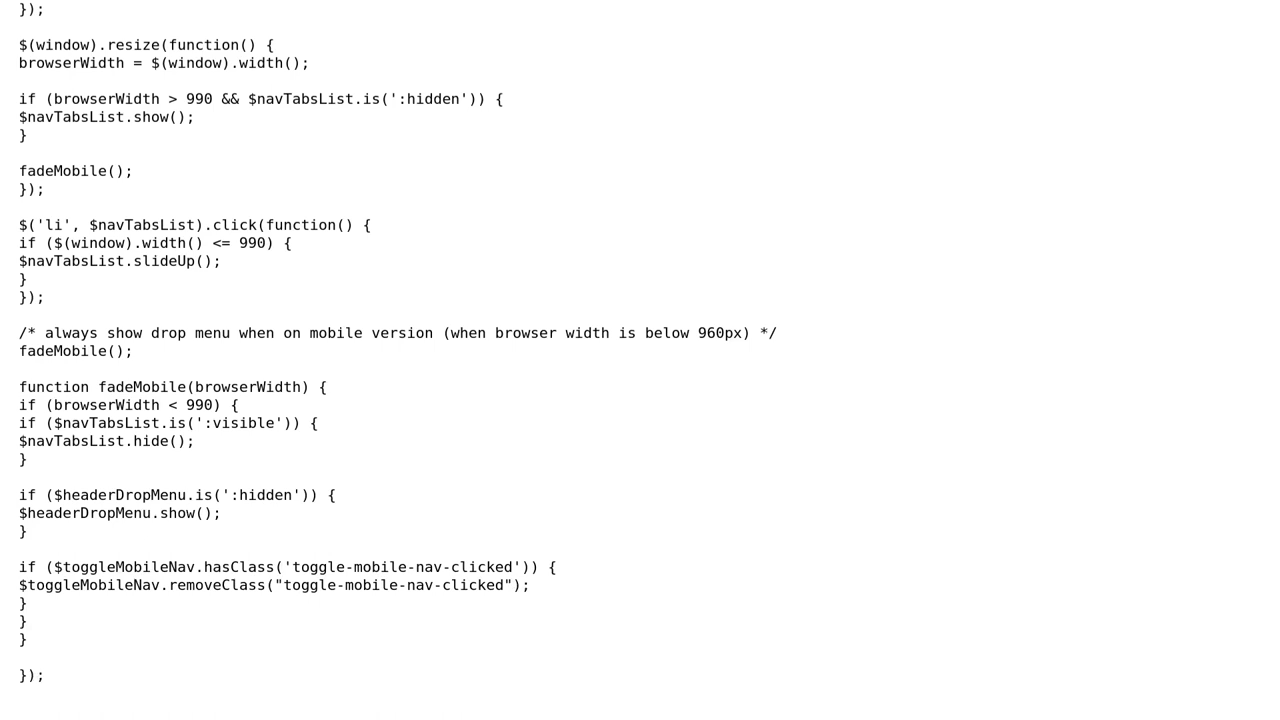 });

$(window).resize(function() {
browserWidth = $(window).width();

if (browserWidth > 990 && $navTabsList.is(':hidden')) {
$navTabsList.show();
}

fadeMobile();
});

$('li', $navTabsList).click(function() {
if ($(window).width() <= 990) {
$navTabsList.slideUp();
}
});

/* always show drop menu when on mobile version (when browser width is below 960px) */
fadeMobile();

function fadeMobile(browserWidth) {
if (browserWidth < 990) {
if ($navTabsList.is(':visible')) {
$navTabsList.hide();
}

if ($headerDropMenu.is(':hidden')) {
$headerDropMenu.show();
}

if ($toggleMobileNav.hasClass('toggle-mobile-nav-clicked')) {
$toggleMobileNav.removeClass("toggle-mobile-nav-clicked");
}
}
}

});